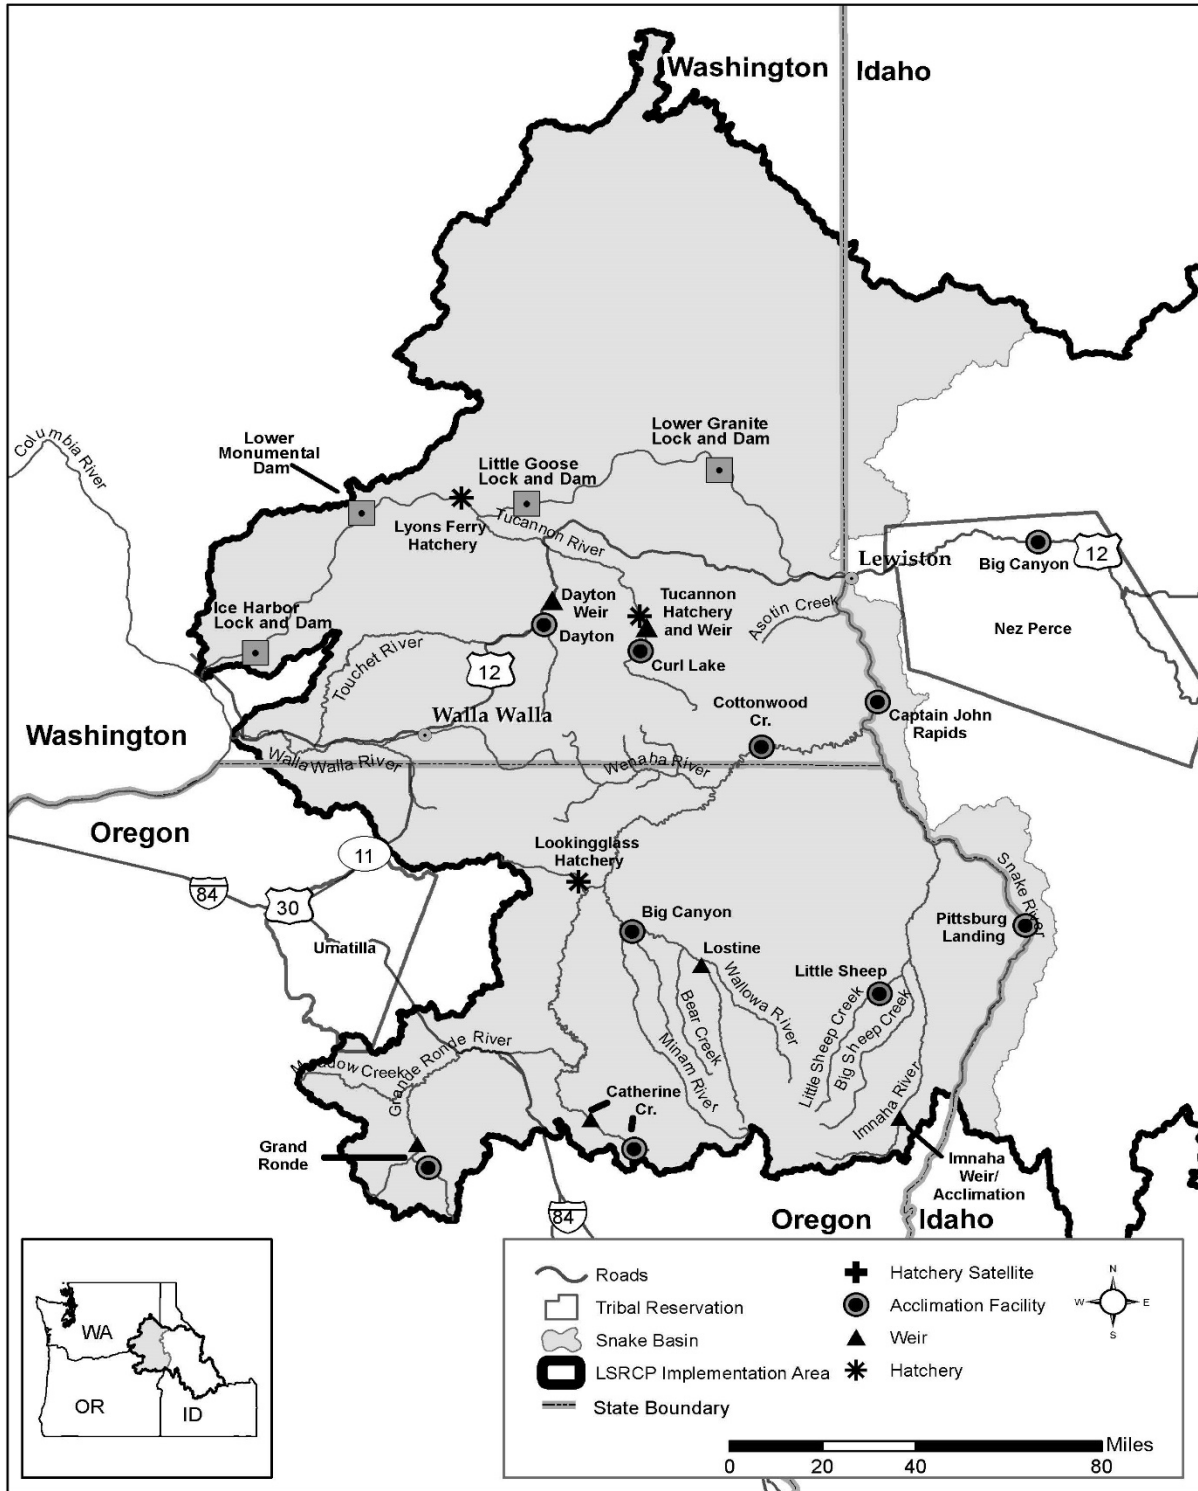 Washington
Idaho
Columbia River
Lower
Monumental
Dam
Lower Granite
Lock and Dam
Little Goose
Lock and Dam
Lyons Ferry
Hatchery
Tucannon River
Lewiston
Big Canyon
12
Nez Perce
Ice Harbor
Lock and Dam
Dayton
Weir
Dayton
Tucannon
Hatchery
and Weir
Curl Lake
Asotin Creek
Touchet River
12
Walla Walla
Cottonwood
Cr.
Captain John
Rapids
Washington
Walla Walla River
Wenaha River
Oregon
11
84
30
Umatilla
Lookingglass
Hatchery
Snake River
Big Canyon
Lostine
Pittsburg
Landing
Little Sheep
Wallowa River
Bear Creek
Minam River
Little Sheep Creek
Big Sheep Creek
Imnaha River
Meadow Creek
Grande Ronde River
Catherine
Cr.
Grand
Ronde
Imnaha
Weir/
Acclimation
84
Oregon
Idaho
WA
OR
ID
Roads
Tribal Reservation
Snake Basin
LSRCP Implementation Area
State Boundary
Hatchery Satellite
Acclimation Facility
Weir
Hatchery
N
W
E
S
Miles
0
20
40
80